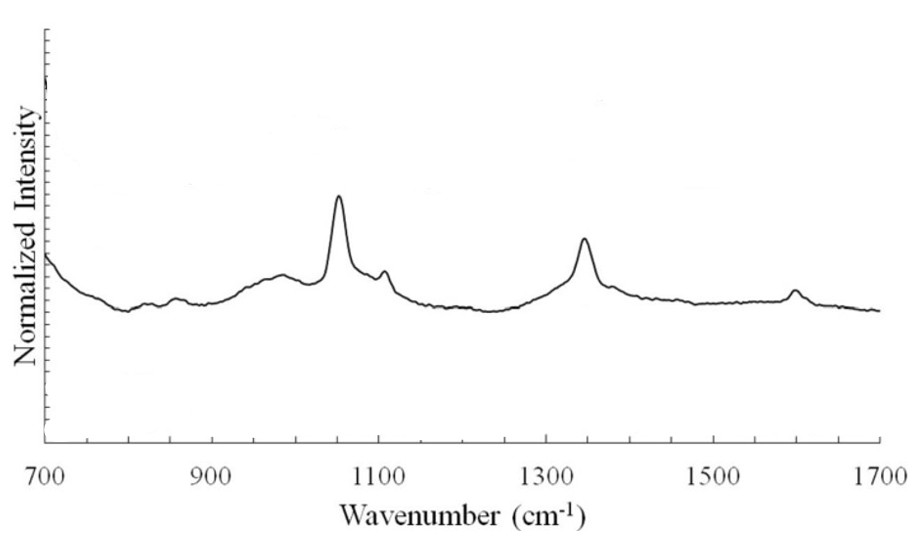 Normalized Intensity
700 900 1100 1300 1500 1700
Wavenumber (cm-1)